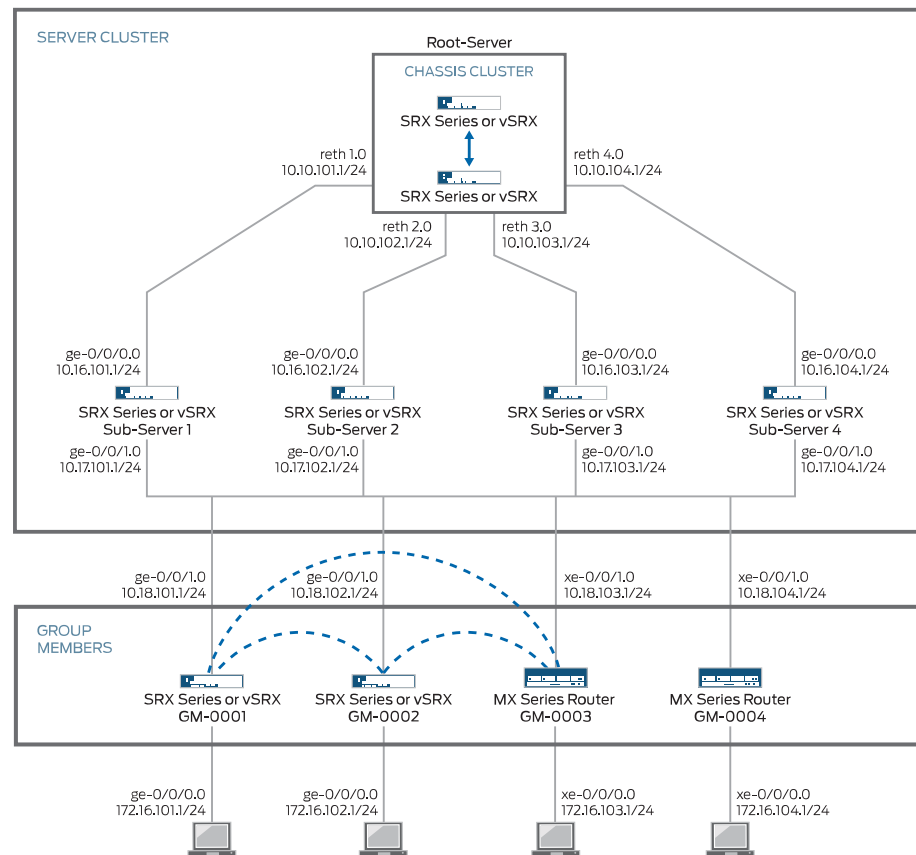 SERVER CLUSTER
Root-Server
CHASSIS CLUSTER
SRX Series or vSRX
SRX Series or vSRX
reth 1.0
10.10.101.1/24
reth 4.0
10.10.104.1/24
reth 2.0
10.10.102.1/24
reth 3.0
10.10.103.1/24
ge-0/0/0.0
10.16.101.1/24
ge-0/0/0.0
10.16.102.1/24
ge-0/0/0.0
10.16.103.1/24
ge-0/0/0.0
10.16.104.1/24
SRX Series or vSRX
Sub-Server 1
SRX Series or vSRX
Sub-Server 2
SRX Series or vSRX
Sub-Server 3
SRX Series or vSRX
Sub-Server 4
ge-0/0/1.0
10.17.101.1/24
ge-0/0/1.0
10.17.102.1/24
ge-0/0/1.0
10.17.103.1/24
ge-0/0/1.0
10.17.104.1/24
ge-0/0/1.0
10.18.101.1/24
ge-0/0/1.0
10.18.102.1/24
xe-0/0/1.0
10.18.103.1/24
xe-0/0/1.0
10.18.104.1/24
GROUP
MEMBERS
SRX Series or vSRX
GM-0001
SRX Series or vSRX
GM-0002
MX Series Router
GM-0003
MX Series Router
GM-0004
ge-0/0/0.0
172.16.101.1/24
ge-0/0/0.0
172.16.102.1/24
xe-0/0/0.0
172.16.103.1/24
xe-0/0/0.0
172.16.104.1/24